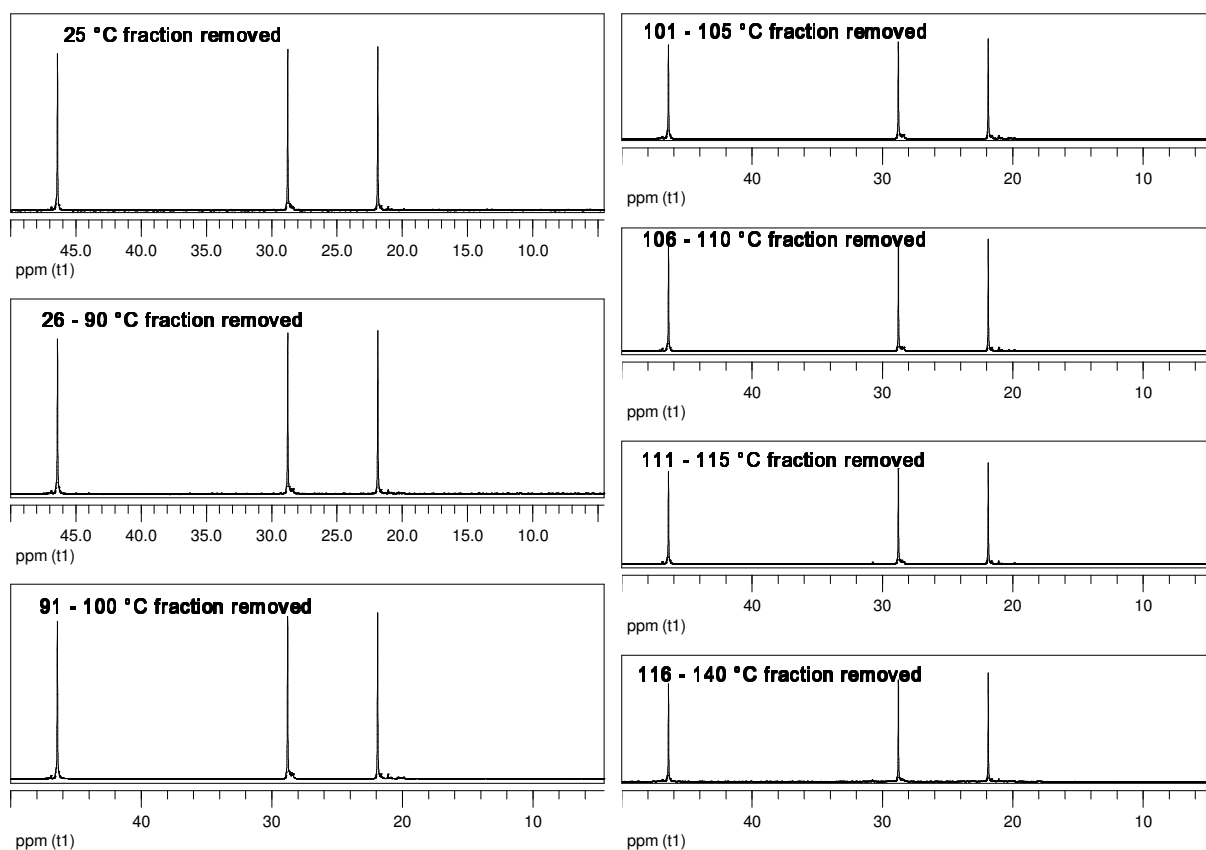 25 °C fraction removed
45.0 40.0 35.0 30.0 25.0 20.0 15.0 10.0
ppm (t1)
26 - 90 °C fraction removed
45.0 40.0 35.0 30.0 25.0 20.0 15.0 10.0
ppm (t1)
91 - 100 °C fraction removed
40 30 20 10
ppm (t1)
101 - 105 °C fraction removed
40 30 20 10
ppm (t1)
106 - 110 °C fraction removed
40 30 20 10
ppm (t1)
111 - 115 °C fraction removed
40 30 20 10
ppm (t1)
116 - 140 °C fraction removed
40 30 20 10
ppm (t1)